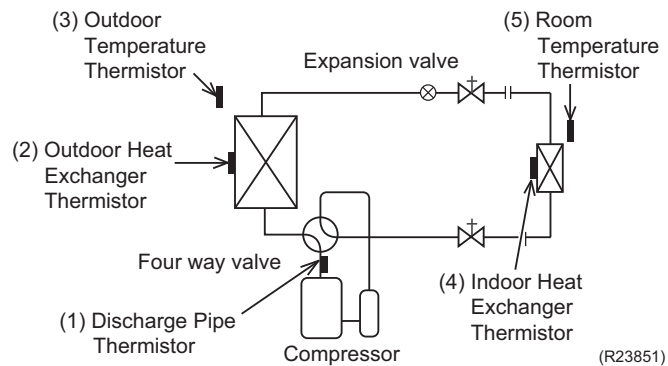 (3) Outdoor
Temperature
Thermistor
Expansion valve
(5) Room
Temperature
Thermistor
(2) Outdoor Heat
Exchanger
Thermistor
Four way valve
(1) Discharge Pipe
Thermistor
Compressor
(4) Indoor Heat
Exchanger
Thermistor
(R23851)